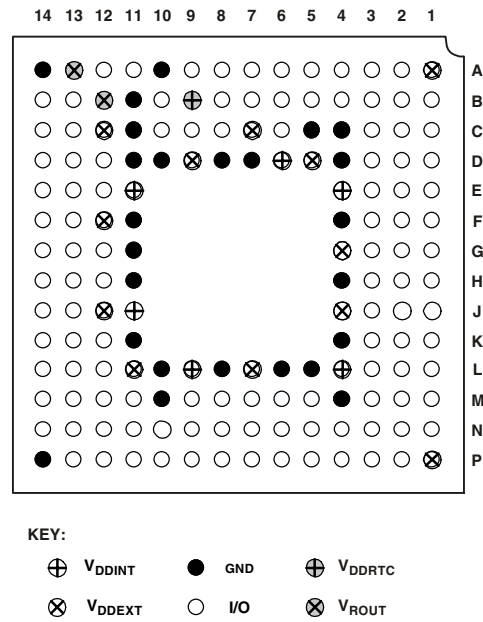 14 13 12 11 10 9 8 7 6 5 4 3 2 1
A
B
C
D
E
F
G
H
J
K
L
M
N
P
KEY:
VDDINT GND VDDRTC
VDDEXT I/O VROUT